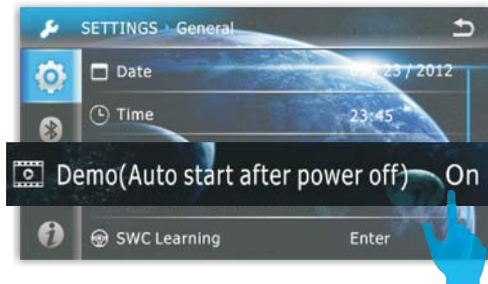 SETTINGS General
Date 23 / 2012
Time 23:45
Demo(Auto start after power off) On
SWC Learning Enter